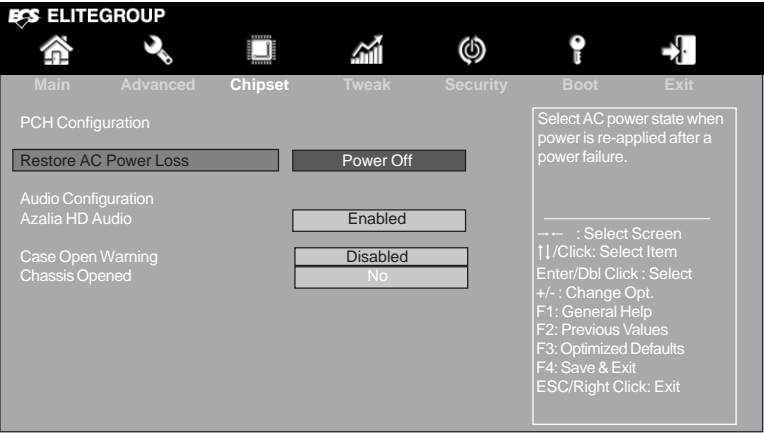 ECS ELITEGROUP
Main Advanced Chipset Tweak Security Boot Exit
PCH Configuration
Restore AC Power Loss Power Off
Audio Configuration
Azalia HD Audio Enabled
Case Open Warning Disabled
Chassis Opened No
Select AC power state when
power is re-applied after a
power failure.
→← : Select Screen
↑↓/Click: Select Item
Enter/Dbl Click : Select
+/- : Change Opt.
F1: General Help
F2: Previous Values
F3: Optimized Defaults
F4: Save & Exit
ESC/Right Click: Exit